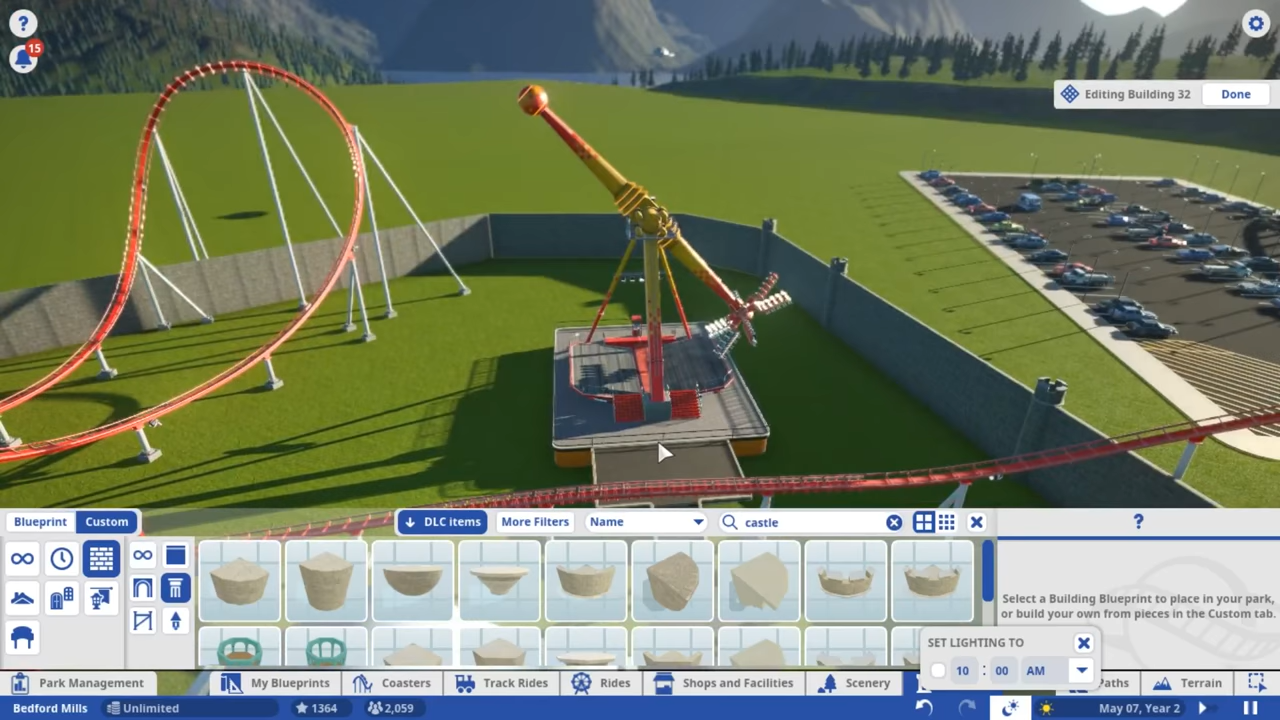 ?
15
Editing Building 32 Done
Blueprint Custom DLC items More Filters Name castle
?
Select a Building Blueprint to place in your park,
or build your own from pieces in the Custom tab.
SET LIGHTING TO
10 : 00 AM
Park Management My Blueprints Coasters Track Rides Rides Shops and Facilities Scenery Paths Terrain
Bedford Mills Unlimited 1364 2,059 May 07, Year 2